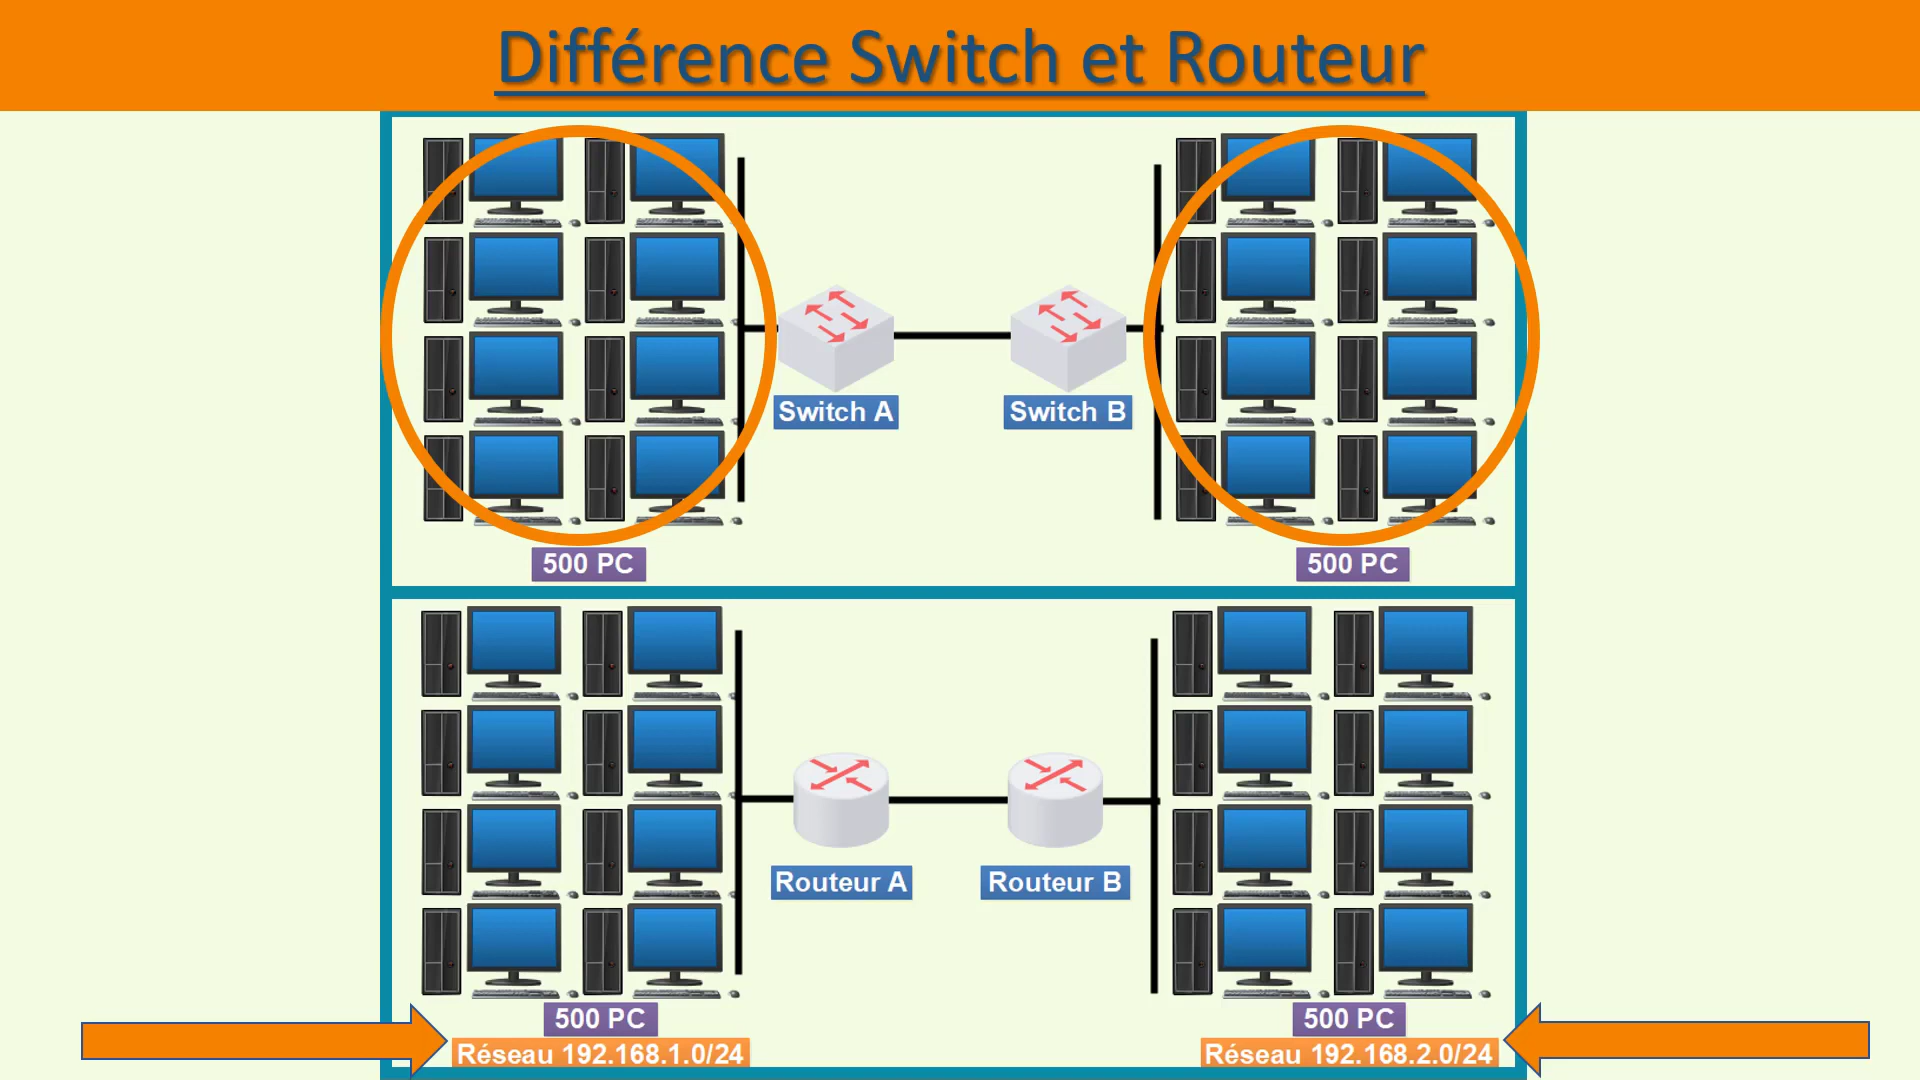 Différence Switch et Routeur
Switch A
Switch B
500 PC
500 PC
Routeur A
Routeur B
500 PC
500 PC
Réseau 192.168.1.0/24
Réseau 192.168.2.0/24